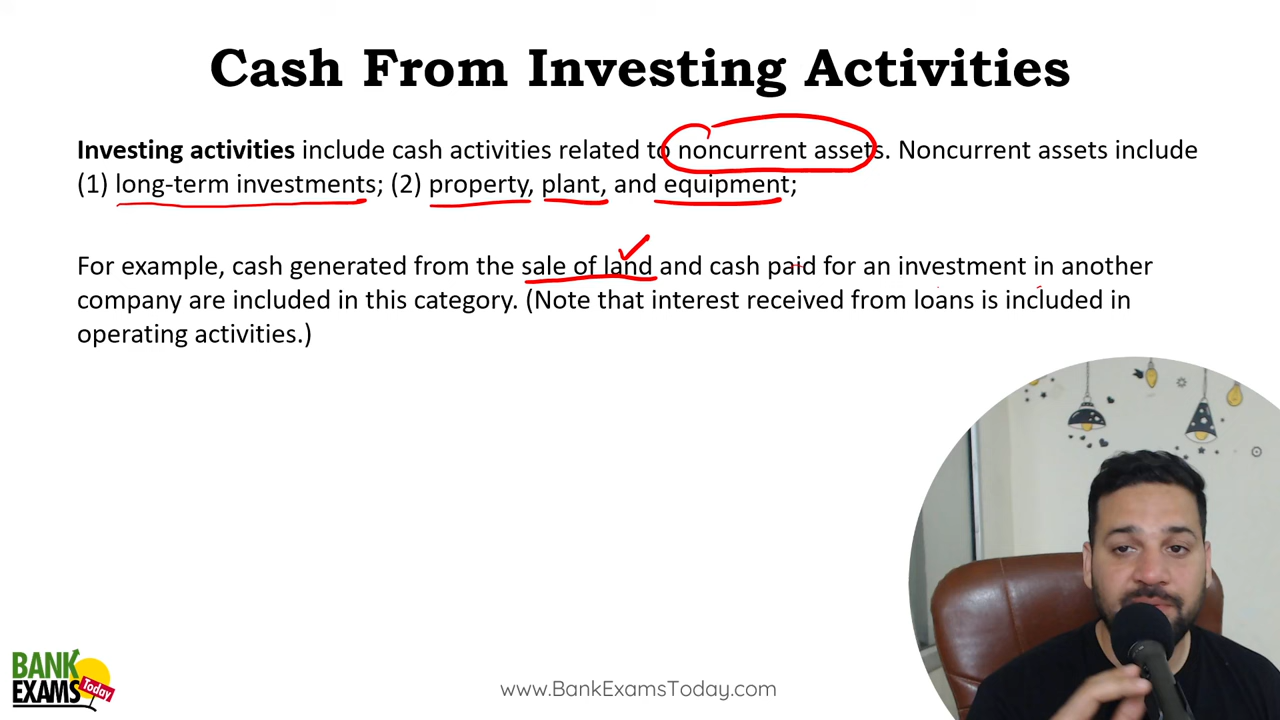 Cash From Investing Activities
Investing activities include cash activities related to noncurrent assets. Noncurrent assets include
(1) long-term investments; (2) property, plant, and equipment;
For example, cash generated from the sale of land and cash paid for an investment in another
company are included in this category. (Note that interest received from loans is included in
operating activities.)
BANK
EXAMS Today
www.BankExamsToday.com